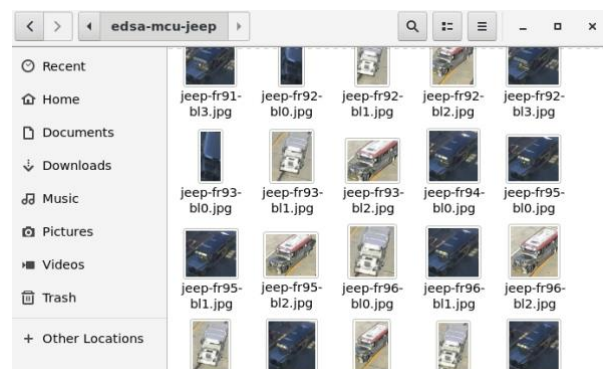 edsa-mcu-jeep
Recent
Home
Documents
Downloads
Music
Pictures
Videos
Trash
+ Other Locations
jeep-fr91-
bl3.jpg
jeep-fr92-
bl0.jpg
jeep-fr92-
bl1.jpg
jeep-fr92-
bl2.jpg
jeep-fr92-
bl3.jpg
jeep-fr93-
bl0.jpg
jeep-fr93-
bl1.jpg
jeep-fr93-
bl2.jpg
jeep-fr94-
bl0.jpg
jeep-fr95-
bl0.jpg
jeep-fr95-
bl1.jpg
jeep-fr95-
bl2.jpg
jeep-fr96-
bl0.jpg
jeep-fr96-
bl1.jpg
jeep-fr96-
bl2.jpg